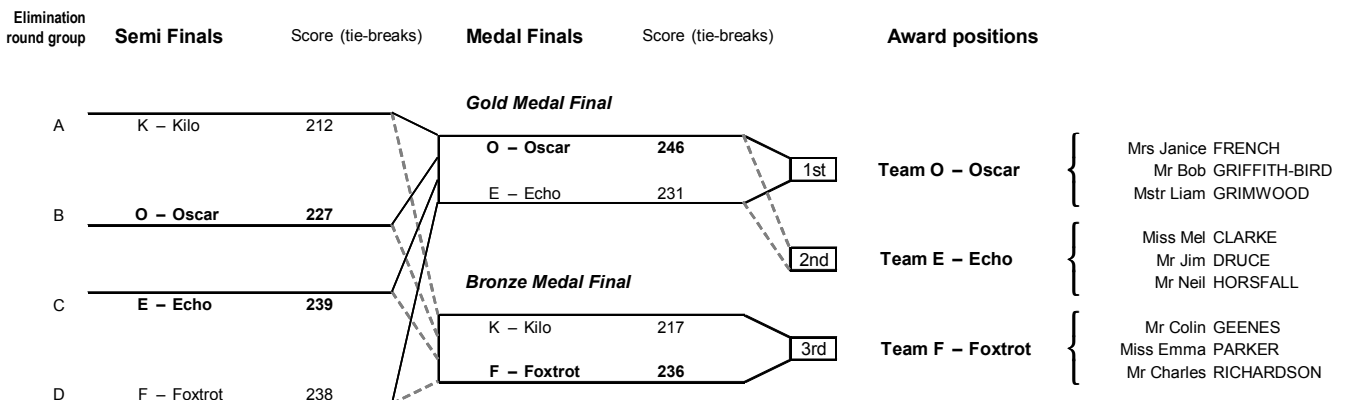 Elimination
round group Semi Finals Score (tie-breaks) Medal Finals Score (tie-breaks) Award positions
Gold Medal Final
A K – Kilo 212
O – Oscar 246
1st
Team O – Oscar
Mrs Janice FRENCH
Mr Bob GRIFFITH-BIRD
Mstr Liam GRIMWOOD
E – Echo 231
B O – Oscar 227
2nd
Team E – Echo
Miss Mel CLARKE
Mr Jim DRUCE
Mr Neil HORSFALL
Bronze Medal Final
C E – Echo 239
K – Kilo 217
3rd
Team F – Foxtrot
Mr Colin GEENES
Miss Emma PARKER
Mr Charles RICHARDSON
F – Foxtrot 236
D F – Foxtrot 238